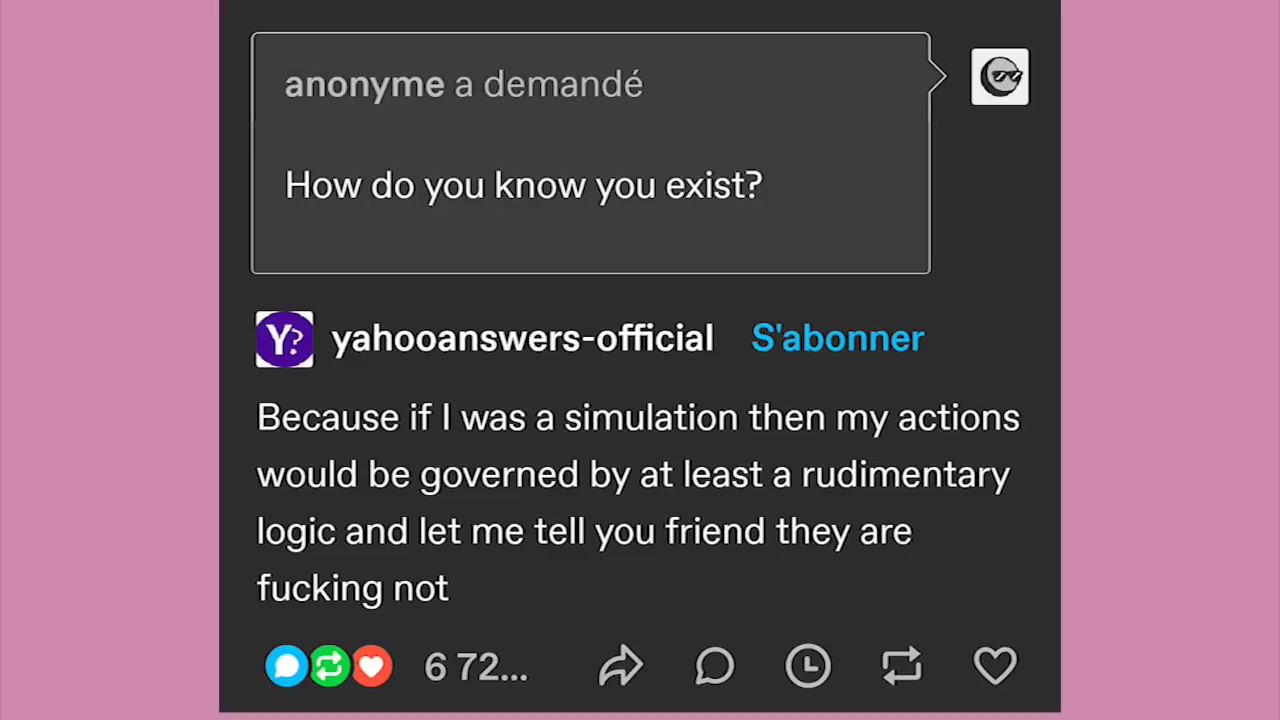 anonyme a demandé
How do you know you exist?
Y?
yahooanswers-official S'abonner
Because if I was a simulation then my actions
would be governed by at least a rudimentary
logic and let me tell you friend they are
fucking not
6 72...